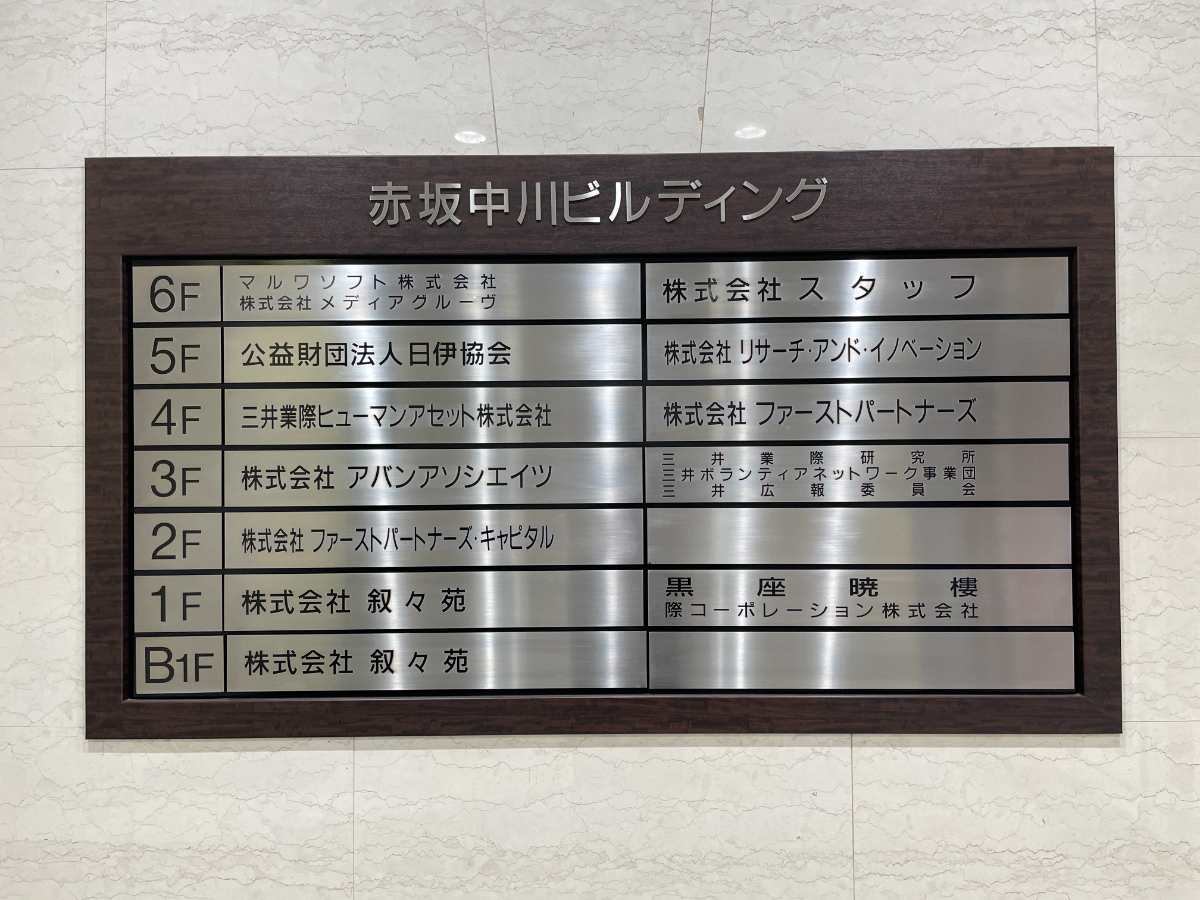 赤坂中川ビルディング
6F
マルワソフト株式会社
株式会社メディアグルーヴ
株式会社 スタッフ
5F
公益財団法人日伊協会
株式会社 リサーチ・アンド・イノベーション
4F
三井業際ヒューマンアセット株式会社
株式会社 ファーストパートナーズ
3F
株式会社 アバンアソシエイツ
三井業際研究所
三井ボランティアネットワーク事業団
三井広報委員会
2F
株式会社 ファーストパートナーズ・キャピタル
1F
株式会社 叙々苑
黒座暁樓
際コーポレーション株式会社
B1F
株式会社 叙々苑